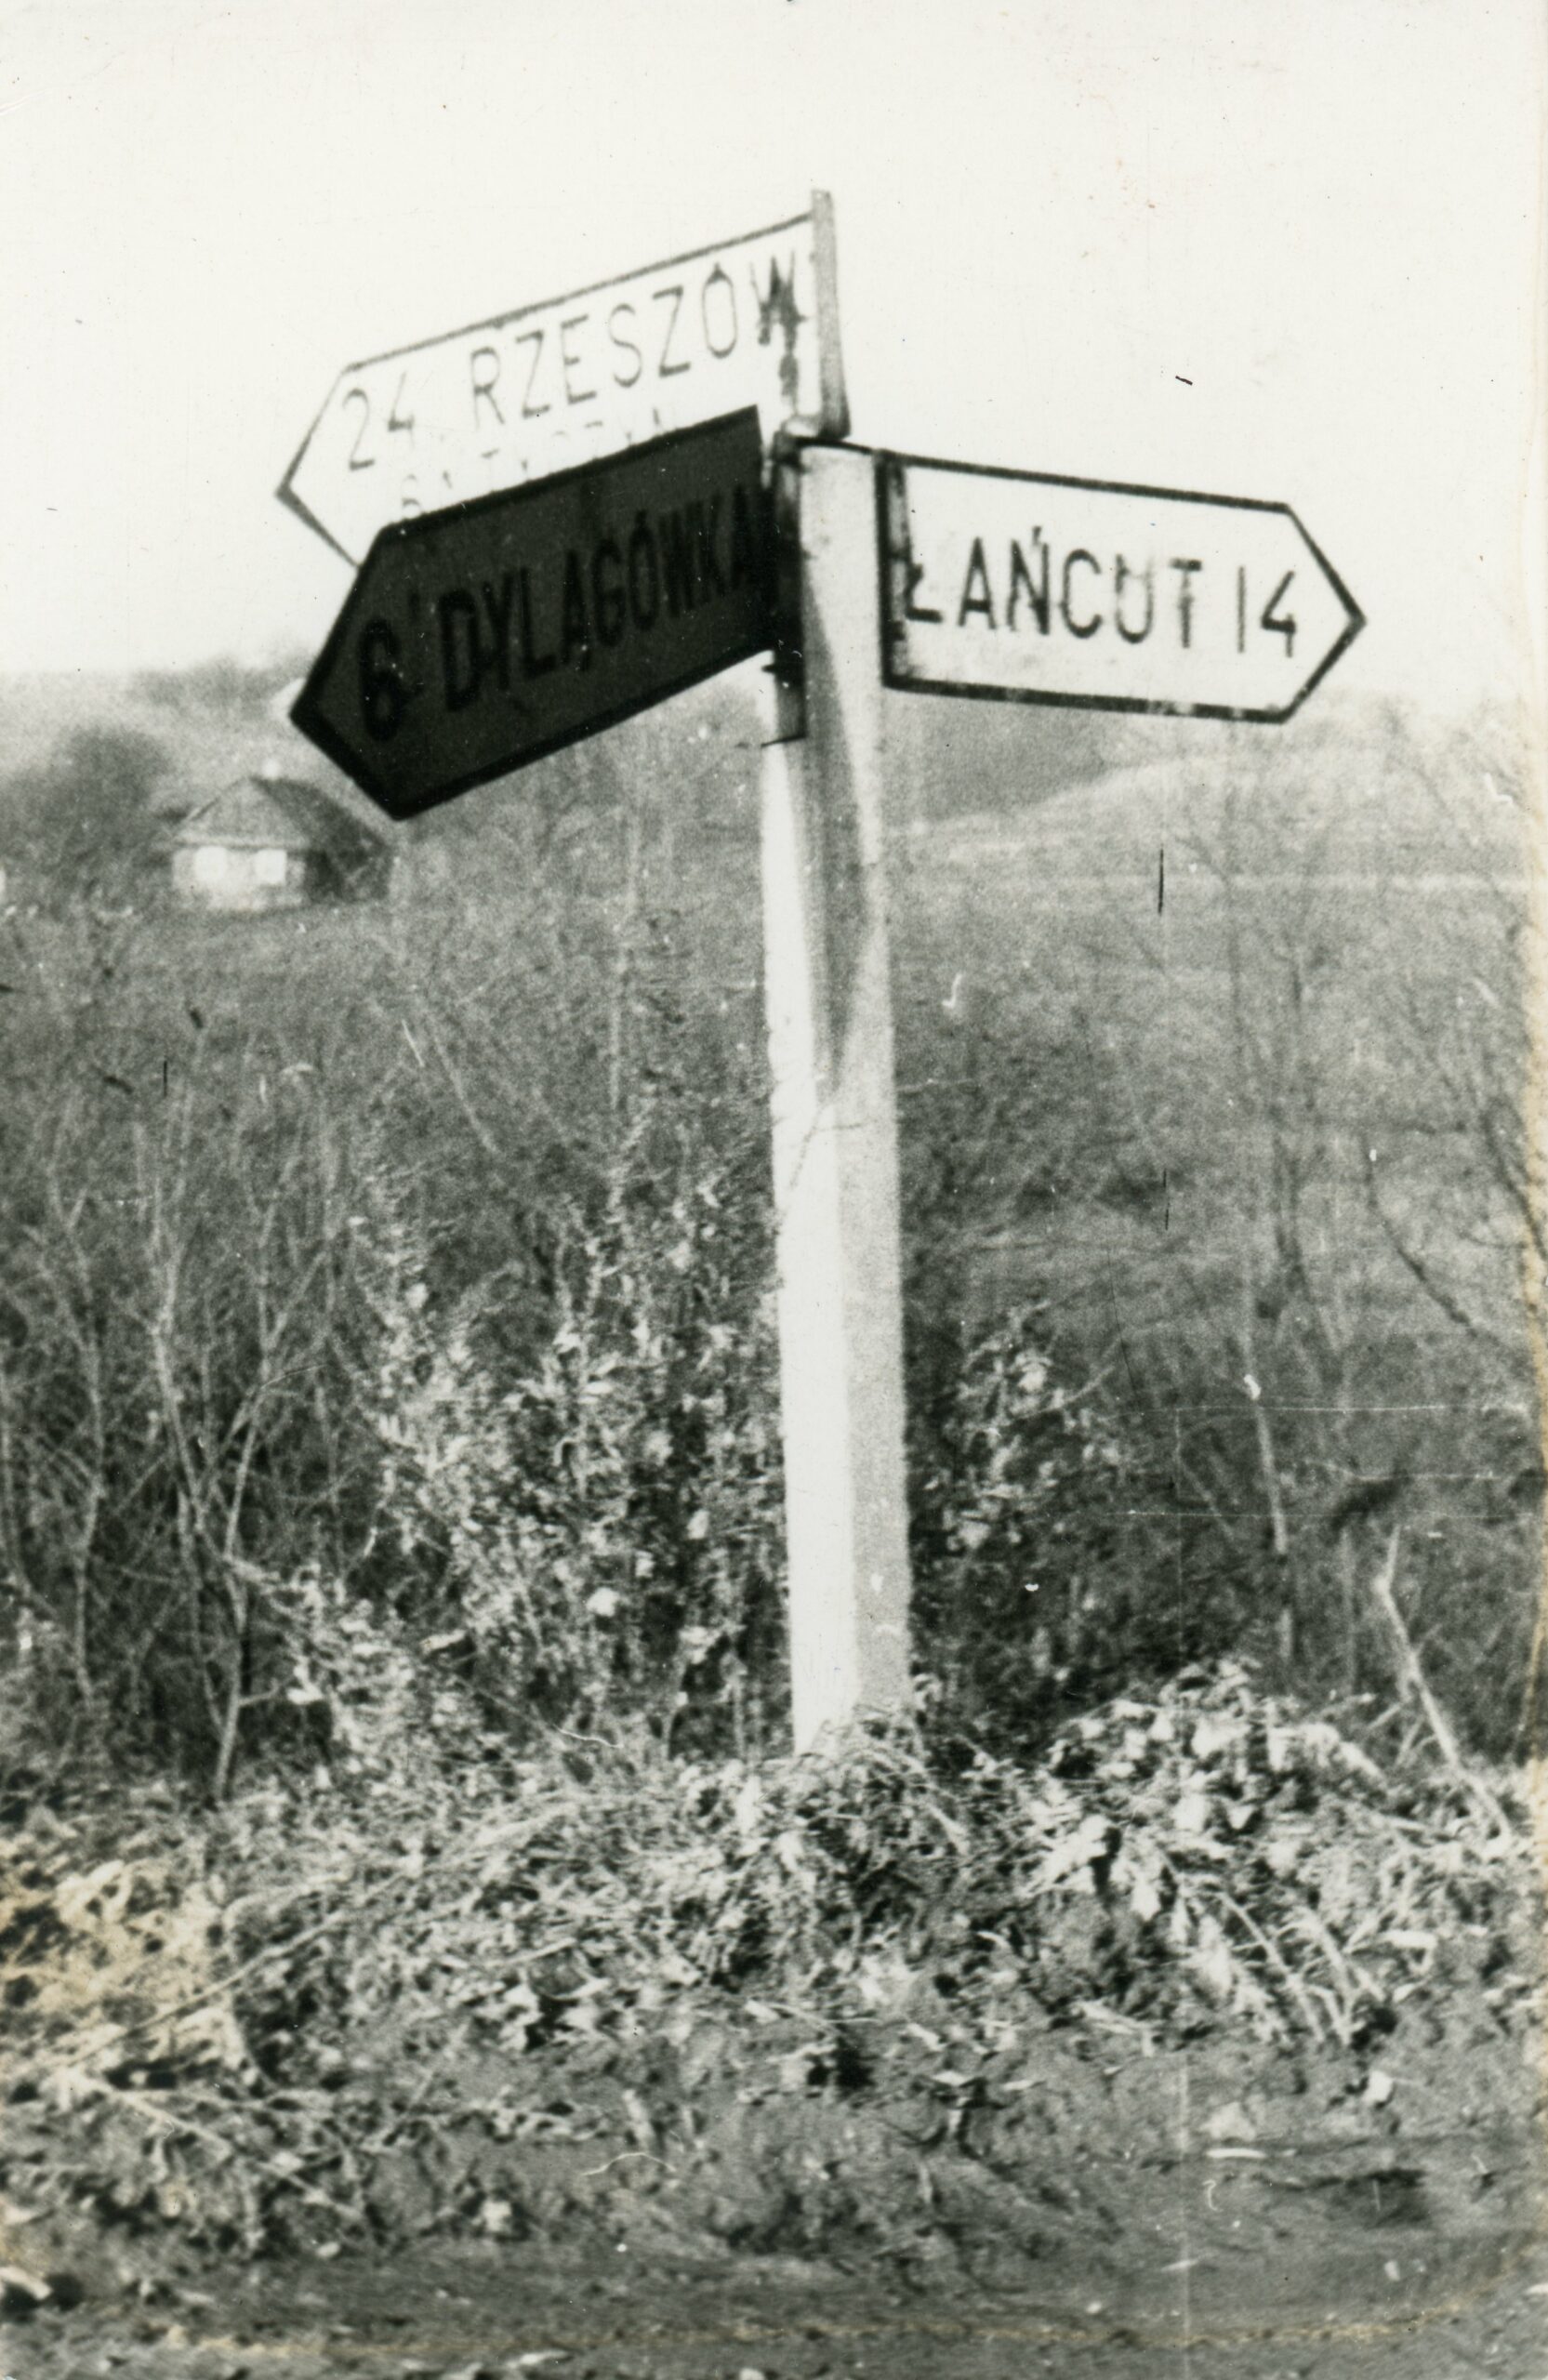 24 RZESZÓW
6 DYLĄGÓWKA
ŁAŃCUT 14